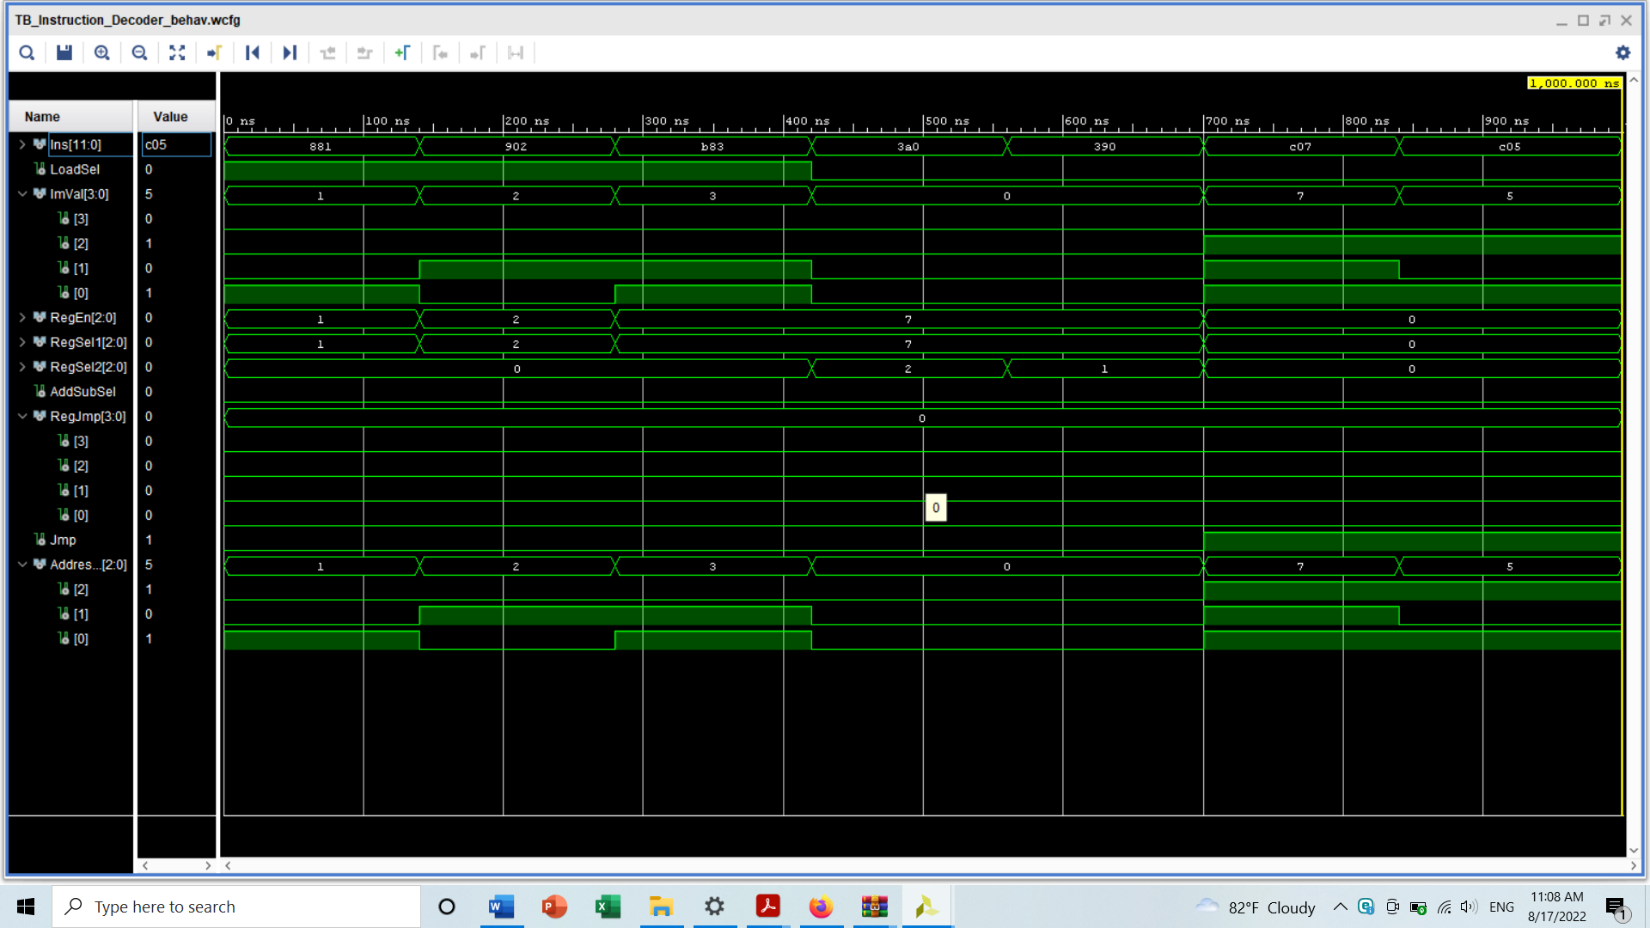 TB_Instruction_Decoder_behav.wcfg
1,000.000 ns
Name Value
0 ns 100 ns 200 ns 300 ns 400 ns 500 ns 600 ns 700 ns 800 ns 900 ns
Ins[11:0] c05 881 902 b83 3a0 390 c07 c05
LoadSel 0
ImVal[3:0] 5 1 2 3 0 7 5
[3] 0
[2] 1
[1] 0
[0] 1
RegEn[2:0] 0 1 2 7 0
RegSel1[2:0] 0 1 2 7 0
RegSel2[2:0] 0 0 2 1 0
AddSubSel 0
RegJmp[3:0] 0 0
[3] 0
[2] 0
[1] 0
[0] 0 0
Jmp 1
Addres...[2:0] 5 1 2 3 0 7 5
[2] 1
[1] 0
[0] 1
Type here to search
82°F Cloudy
ENG
11:08 AM
8/17/2022
1